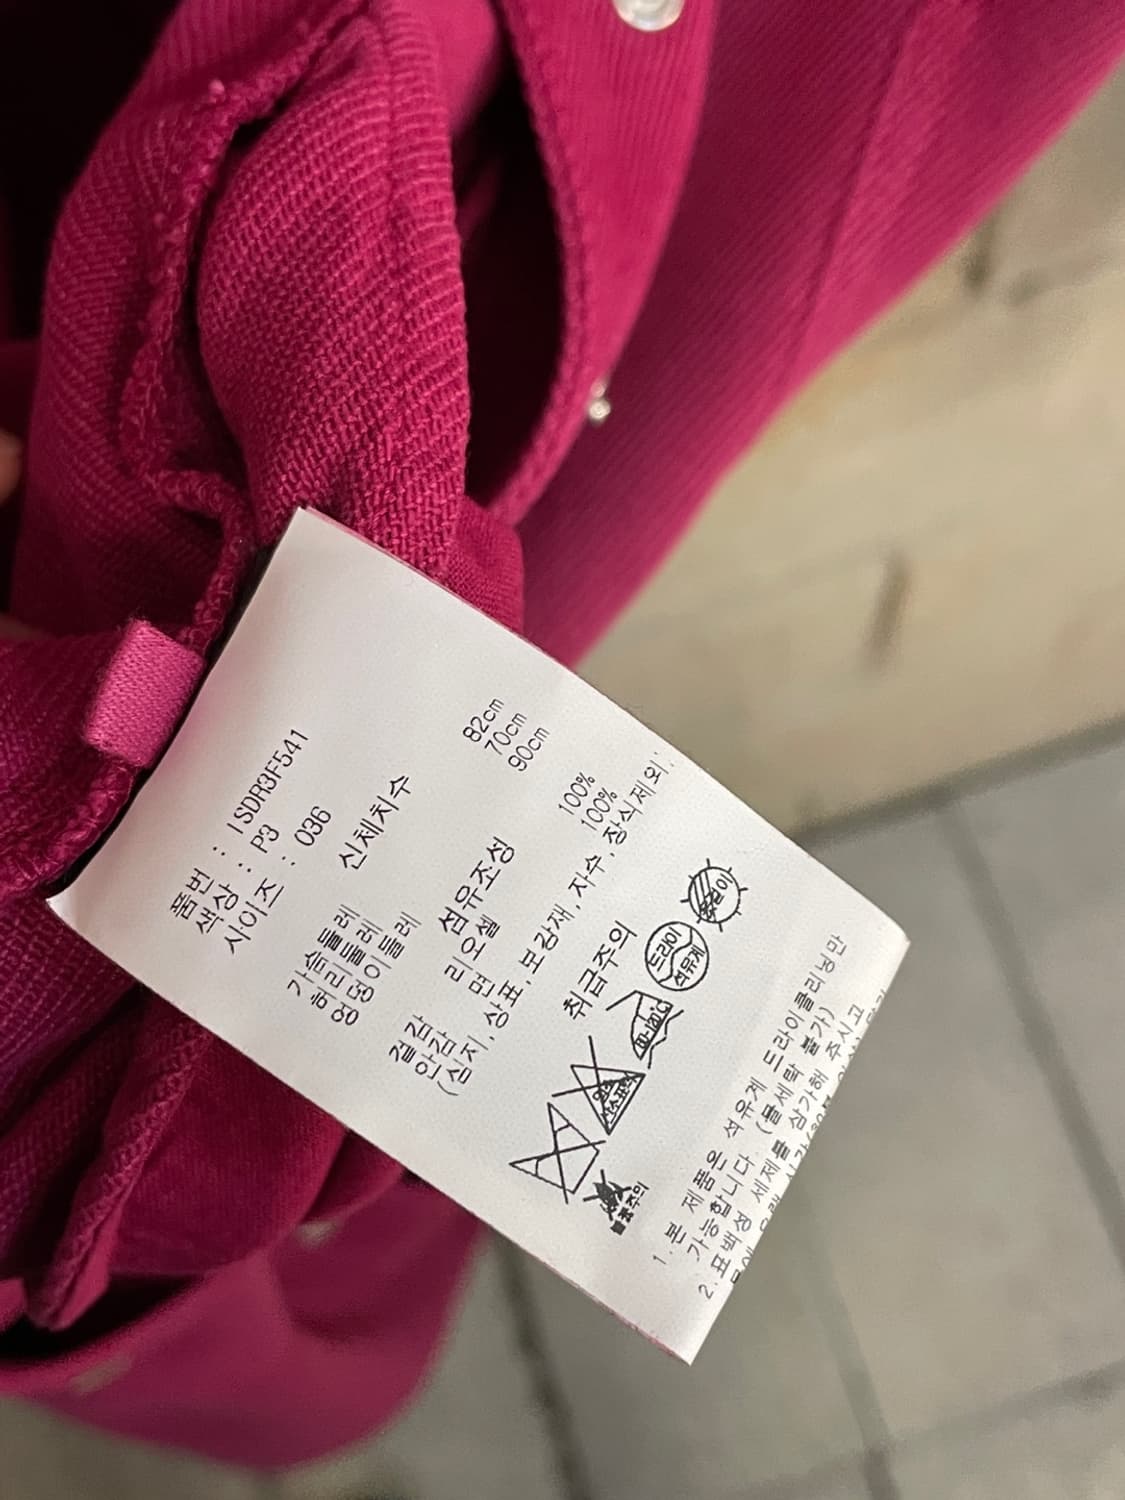 품번 : ISDR3F541
색상 : P3
사이즈 : 036
신체치수
가슴둘레 82cm
허리둘레 70cm
엉덩이둘레 90cm
섬유조성
겉감 리오셀 100%
안감 면 100%
(심지, 상표, 보강재, 자수, 장식제외)
취급주의
드라이
석유계
1. 본 제품은 석유계 드라이클리닝만
가능합니다 (물세탁 불가)
2. 표백성 세제를 삼가해 주시고